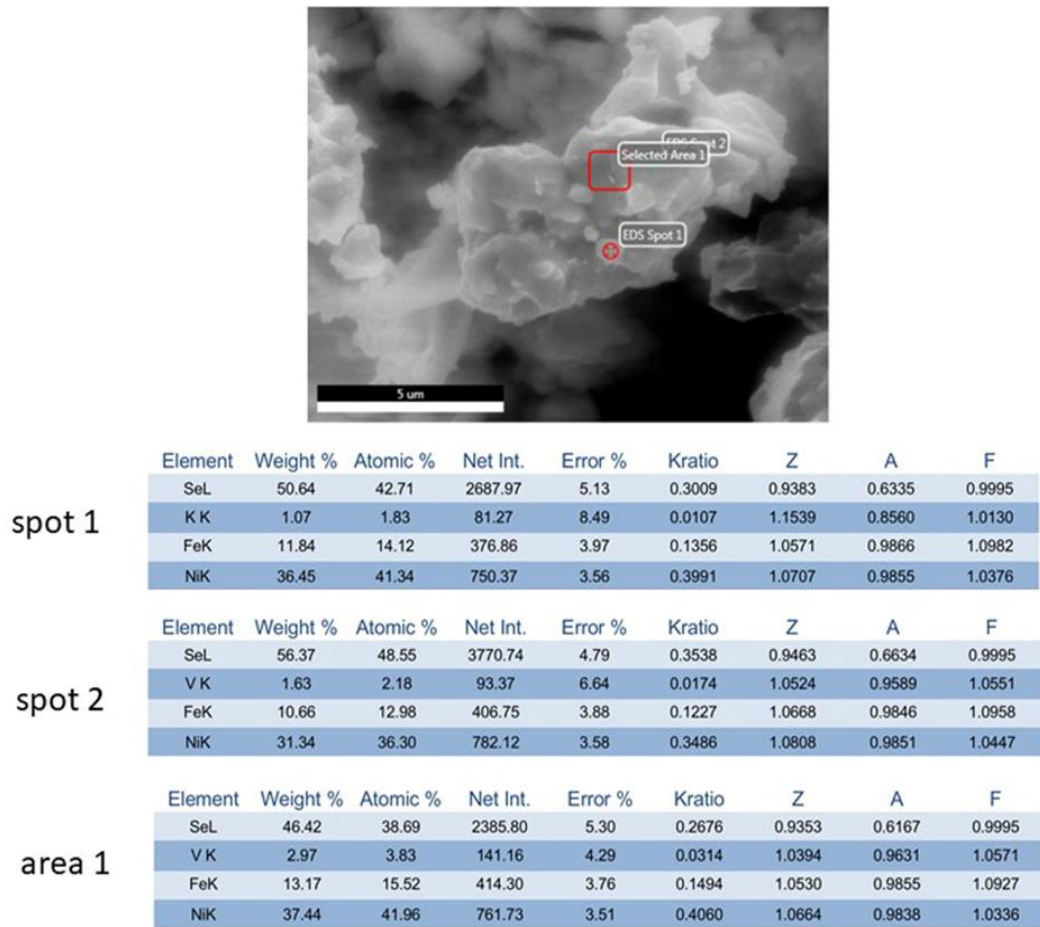 EDS Spot 2
Selected Area 1
EDS Spot 1
5 um
Element Weight % Atomic % Net Int. Error % Kratio Z A F
SeL 50.64 42.71 2687.97 5.13 0.3009 0.9383 0.6335 0.9995
spot 1
K K 1.07 1.83 81.27 8.49 0.0107 1.1539 0.8560 1.0130
FeK 11.84 14.12 376.86 3.97 0.1356 1.0571 0.9866 1.0982
NiK 36.45 41.34 750.37 3.56 0.3991 1.0707 0.9855 1.0376
Element Weight % Atomic % Net Int. Error % Kratio Z A F
SeL 56.37 48.55 3770.74 4.79 0.3538 0.9463 0.6634 0.9995
spot 2
V K 1.63 2.18 93.37 6.64 0.0174 1.0524 0.9589 1.0551
FeK 10.66 12.98 406.75 3.88 0.1227 1.0668 0.9846 1.0958
NiK 31.34 36.30 782.12 3.58 0.3486 1.0808 0.9851 1.0447
Element Weight % Atomic % Net Int. Error % Kratio Z A F
SeL 46.42 38.69 2385.80 5.30 0.2676 0.9353 0.6167 0.9995
area 1
V K 2.97 3.83 141.16 4.29 0.0314 1.0394 0.9631 1.0571
FeK 13.17 15.52 414.30 3.76 0.1494 1.0530 0.9855 1.0927
NiK 37.44 41.96 761.73 3.51 0.4060 1.0664 0.9838 1.0336